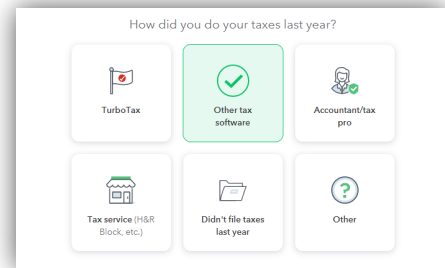 How did you do your taxes last year?
TurboTax
Other tax
software
Accountant/tax
pro
Tax service (H&R
Block, etc.)
Didn't file taxes
last year
?
Other